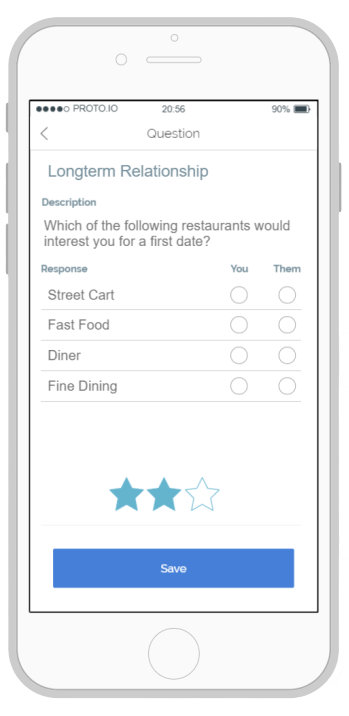 PROTO.IO 20:56 90%
Question
Longterm Relationship
Description
Which of the following restaurants would
interest you for a first date?
Response You Them
Street Cart
Fast Food
Diner
Fine Dining
Save